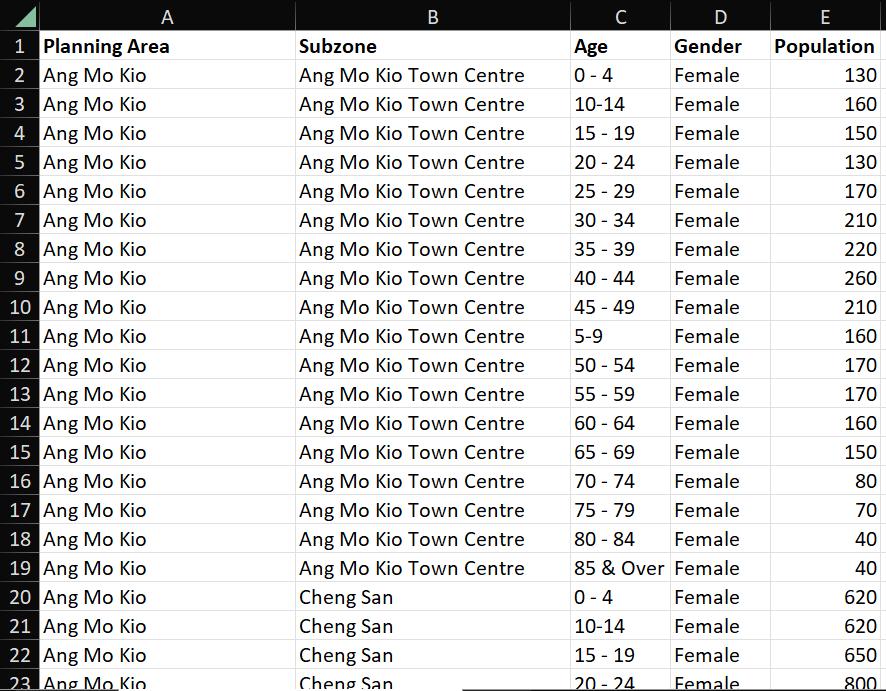 A B C D E
1 Planning Area Subzone Age Gender Population
2 Ang Mo Kio Ang Mo Kio Town Centre 0 - 4 Female 130
3 Ang Mo Kio Ang Mo Kio Town Centre 10-14 Female 160
4 Ang Mo Kio Ang Mo Kio Town Centre 15 - 19 Female 150
5 Ang Mo Kio Ang Mo Kio Town Centre 20 - 24 Female 130
6 Ang Mo Kio Ang Mo Kio Town Centre 25 - 29 Female 170
7 Ang Mo Kio Ang Mo Kio Town Centre 30 - 34 Female 210
8 Ang Mo Kio Ang Mo Kio Town Centre 35 - 39 Female 220
9 Ang Mo Kio Ang Mo Kio Town Centre 40 - 44 Female 260
10 Ang Mo Kio Ang Mo Kio Town Centre 45 - 49 Female 210
11 Ang Mo Kio Ang Mo Kio Town Centre 5-9 Female 160
12 Ang Mo Kio Ang Mo Kio Town Centre 50 - 54 Female 170
13 Ang Mo Kio Ang Mo Kio Town Centre 55 - 59 Female 170
14 Ang Mo Kio Ang Mo Kio Town Centre 60 - 64 Female 160
15 Ang Mo Kio Ang Mo Kio Town Centre 65 - 69 Female 150
16 Ang Mo Kio Ang Mo Kio Town Centre 70 - 74 Female 80
17 Ang Mo Kio Ang Mo Kio Town Centre 75 - 79 Female 70
18 Ang Mo Kio Ang Mo Kio Town Centre 80 - 84 Female 40
19 Ang Mo Kio Ang Mo Kio Town Centre 85 & Over Female 40
20 Ang Mo Kio Cheng San 0 - 4 Female 620
21 Ang Mo Kio Cheng San 10-14 Female 620
22 Ang Mo Kio Cheng San 15 - 19 Female 650
23 Ang Mo Kio Cheng San 20 - 24 Female 800